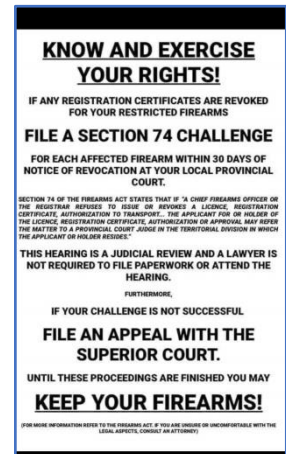 KNOW AND EXERCISE
YOUR RIGHTS!
IF ANY REGISTRATION CERTIFICATES ARE REVOKED
FOR YOUR RESTRICTED FIREARMS
FILE A SECTION 74 CHALLENGE
FOR EACH AFFECTED FIREARM WITHIN 30 DAYS OF
NOTICE OF REVOCATION AT YOUR LOCAL PROVINCIAL
COURT.
SECTION 74 OF THE FIREARMS ACT STATES THAT IF "A CHIEF FIREARMS OFFICER OR
THE REGISTRAR REFUSES TO ISSUE OR REVOKES A LICENCE, REGISTRATION
CERTIFICATE, AUTHORIZATION TO TRANSPORT... THE APPLICANT FOR OR HOLDER OF
THE LICENCE, REGISTRATION CERTIFICATE, AUTHORIZATION OR APPROVAL MAY REFER
THE MATTER TO A PROVINCIAL COURT JUDGE IN THE TERRITORIAL DIVISION IN WHICH
THE APPLICANT OR HOLDER RESIDES."
THIS HEARING IS A JUDICIAL REVIEW AND A LAWYER IS
NOT REQUIRED TO FILE PAPERWORK OR ATTEND THE
HEARING.
FURTHERMORE,
IF YOUR CHALLENGE IS NOT SUCCESSFUL
FILE AN APPEAL WITH THE
SUPERIOR COURT.
UNTIL THESE PROCEEDINGS ARE FINISHED YOU MAY
KEEP YOUR FIREARMS!
(FOR MORE INFORMATION REFER TO THE FIREARMS ACT. IF YOU ARE UNSURE OR UNCOMFORTABLE WITH THE
LEGAL ASPECTS, CONSULT AN ATTORNEY)